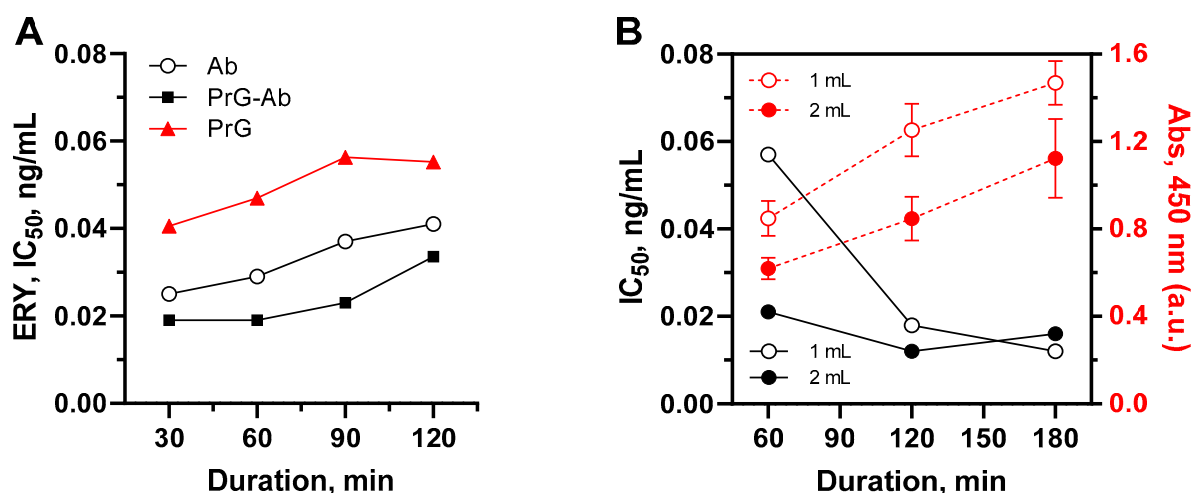 A
ERY, IC50, ng/mL
0.08
0.06
0.04
0.02
0.00
Ab
PrG-Ab
PrG
30 60 90 120
Duration, min
B
IC50, ng/mL
0.08
0.06
0.04
0.02
0.00
1 mL
2 mL
1 mL
2 mL
60 90 120 150 180
Duration, min
1.6
1.2
0.8
0.4
0.0
Abs, 450 nm (a.u.)